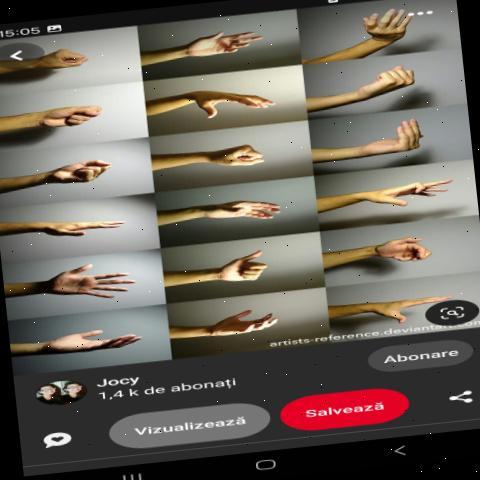 15:05
artists-reference.deviantart.com
Jocy
1,4 k de abonați
Abonare
Vizualizează
Salvează